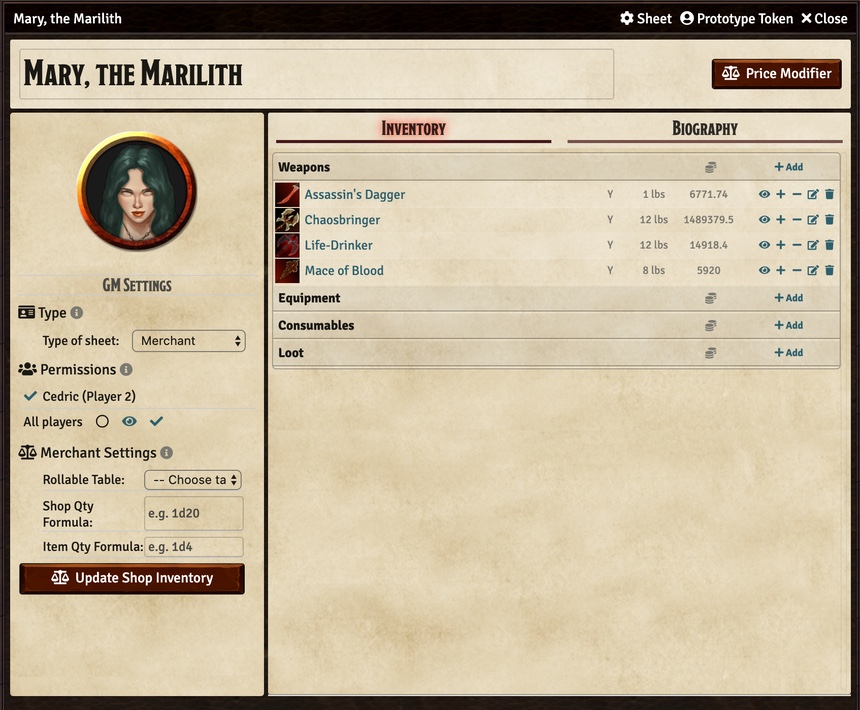 Mary, the Marilith
Sheet Prototype Token Close
Mary, the Marilith
Price Modifier
GM Settings
Type
Type of sheet: Merchant
Permissions
Cedric (Player 2)
All players
Merchant Settings
Rollable Table: -- Choose ta
Shop Qty
Formula: e.g. 1d20
Item Qty Formula: e.g. 1d4
Update Shop Inventory
Inventory Biography
Weapons Add
Assassin's Dagger Y 1 lbs 6771.74
Chaosbringer Y 12 lbs 1489379.5
Life-Drinker Y 12 lbs 14918.4
Mace of Blood Y 8 lbs 5920
Equipment Add
Consumables Add
Loot Add